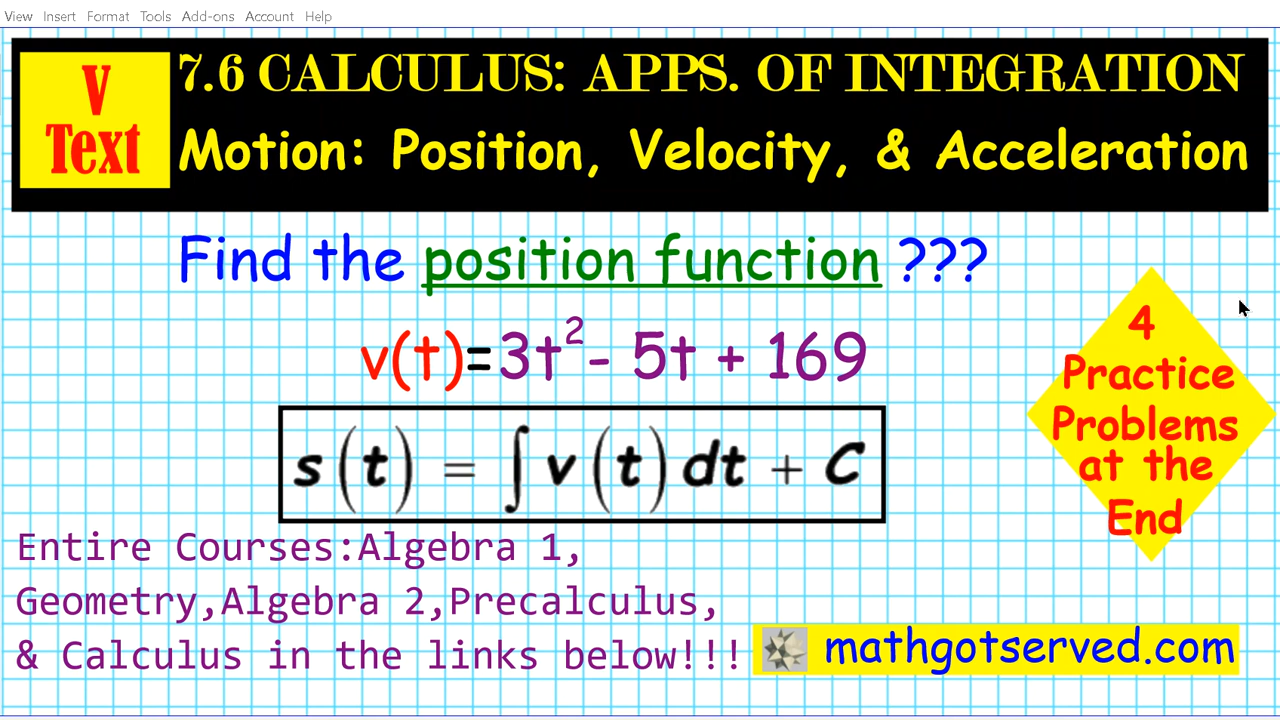 View Insert Format Tools Add-ons Account Help
V
Text
7.6 CALCULUS: APPS. OF INTEGRATION
Motion: Position, Velocity, & Acceleration
Find the position function ???
v(t)=3t²- 5t + 169
s(t) = ∫v(t)dt + C
4
Practice
Problems
at the
End
Entire Courses:Algebra 1,
Geometry,Algebra 2,Precalculus,
& Calculus in the links below!!!
mathgotserved.com